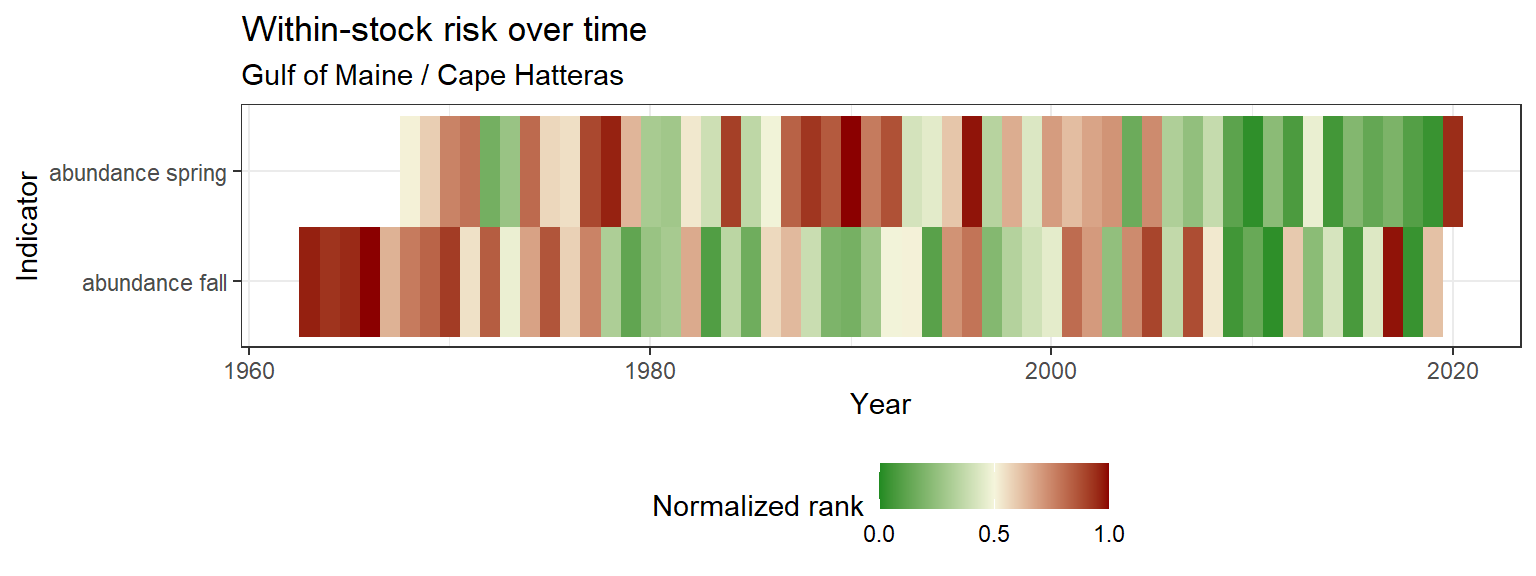 Within-stock risk over time
Gulf of Maine / Cape Hatteras
Indicator
abundance spring
abundance fall
1960 1980 2000 2020
Year
Normalized rank
0.0 0.5 1.0